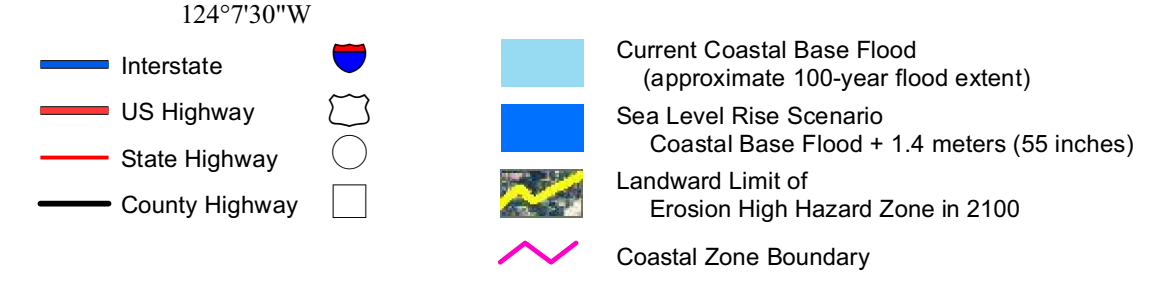 124°7'30"W
Interstate
US Highway
State Highway
County Highway
Current Coastal Base Flood
(approximate 100-year flood extent)
Sea Level Rise Scenario
Coastal Base Flood + 1.4 meters (55 inches)
Landward Limit of
Erosion High Hazard Zone in 2100
Coastal Zone Boundary